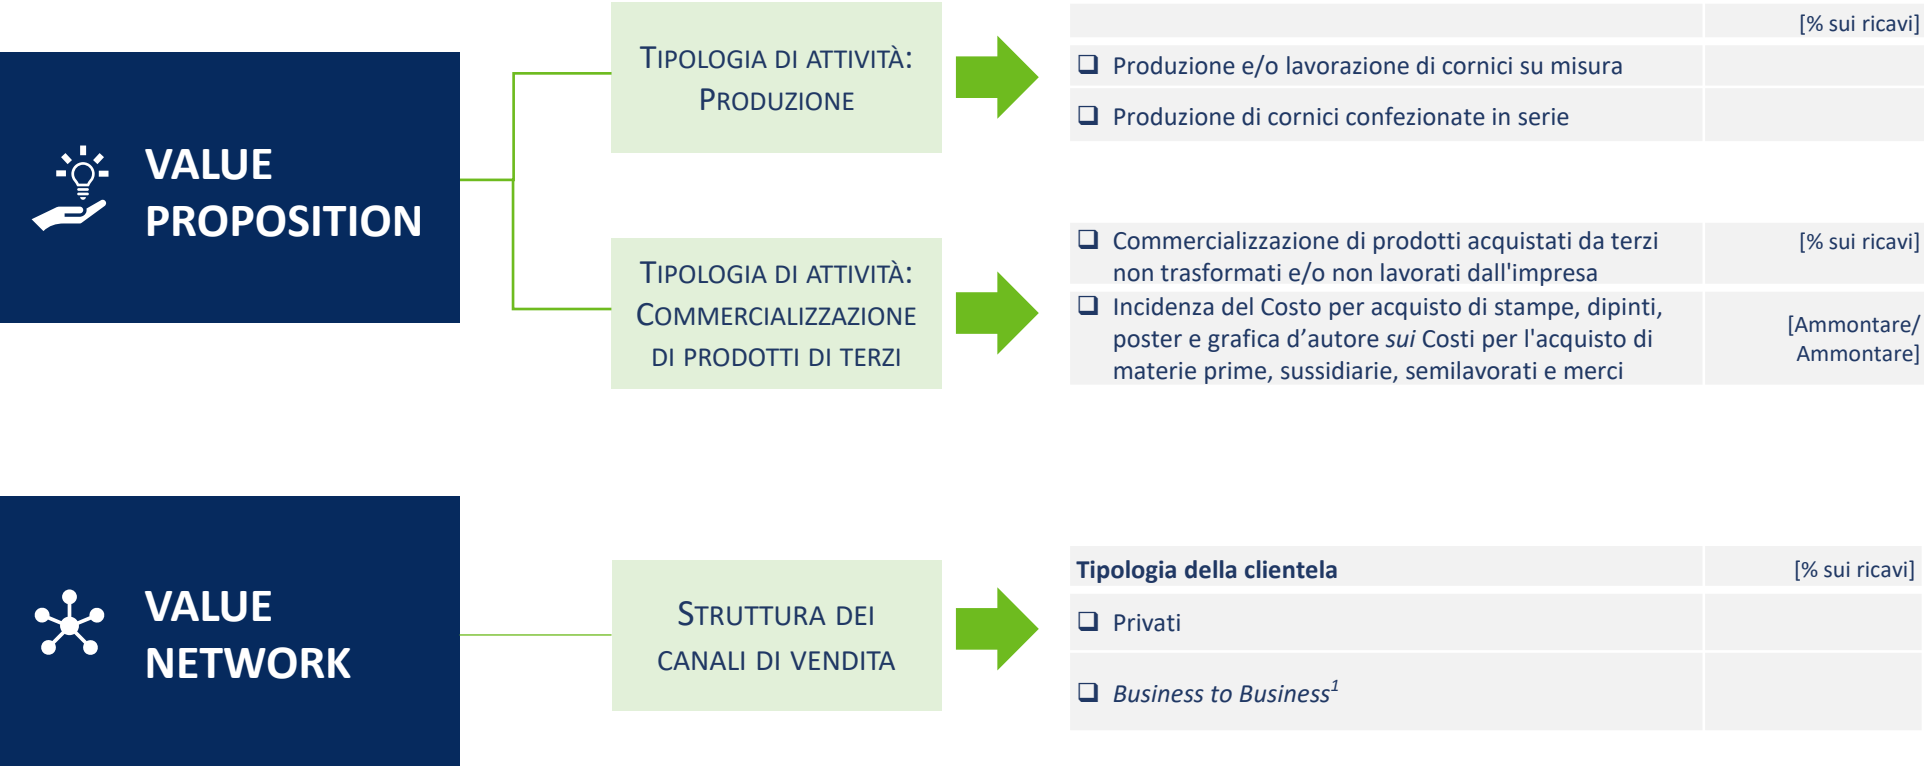 VALUE
PROPOSITION
TIPOLOGIA DI ATTIVITÀ:
PRODUZIONE
[% sui ricavi]
❑ Produzione e/o lavorazione di cornici su misura
❑ Produzione di cornici confezionate in serie
TIPOLOGIA DI ATTIVITÀ:
COMMERCIALIZZAZIONE
DI PRODOTTI DI TERZI
❑ Commercializzazione di prodotti acquistati da terzi
non trasformati e/o non lavorati dall'impresa
[% sui ricavi]
❑ Incidenza del Costo per acquisto di stampe, dipinti,
poster e grafica d’autore sui Costi per l'acquisto di
materie prime, sussidiarie, semilavorati e merci
[Ammontare/
Ammontare]
VALUE
NETWORK
STRUTTURA DEI
CANALI DI VENDITA
Tipologia della clientela
[% sui ricavi]
❑ Privati
❑ Business to Business¹